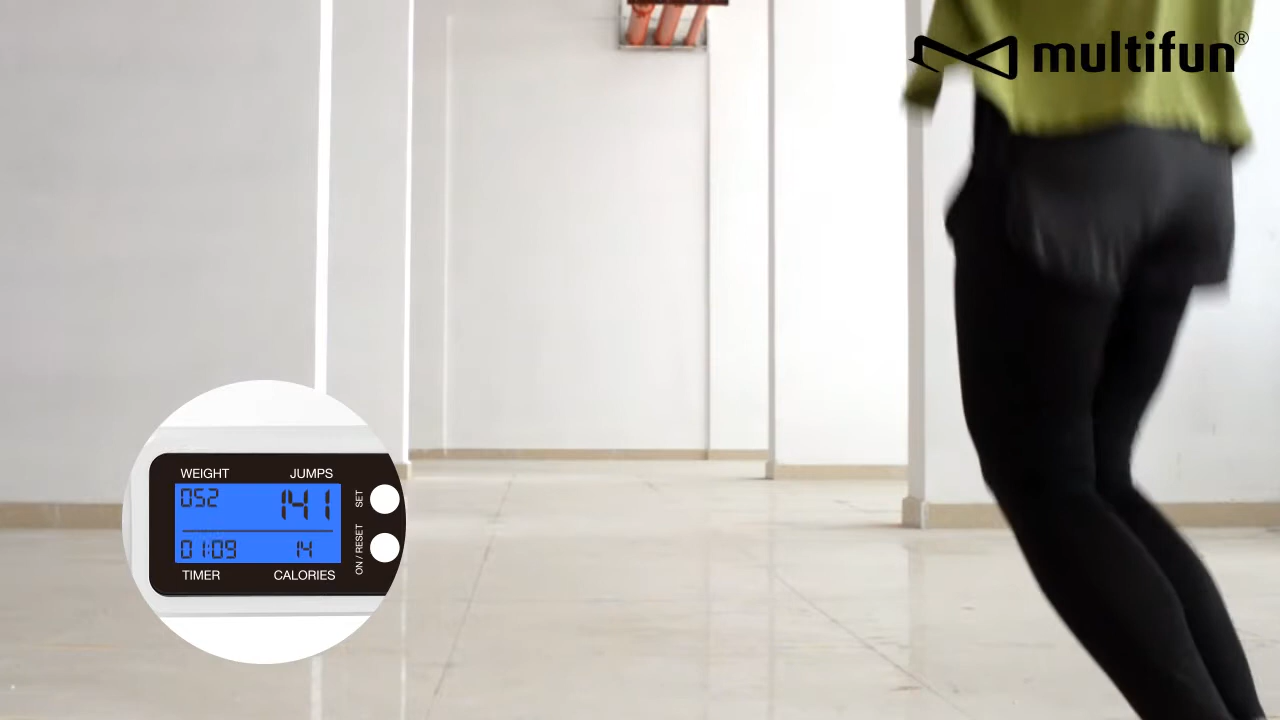 multifun®
WEIGHT JUMPS
052 141
01:09 14
TIMER CALORIES
SET
ON / RESET